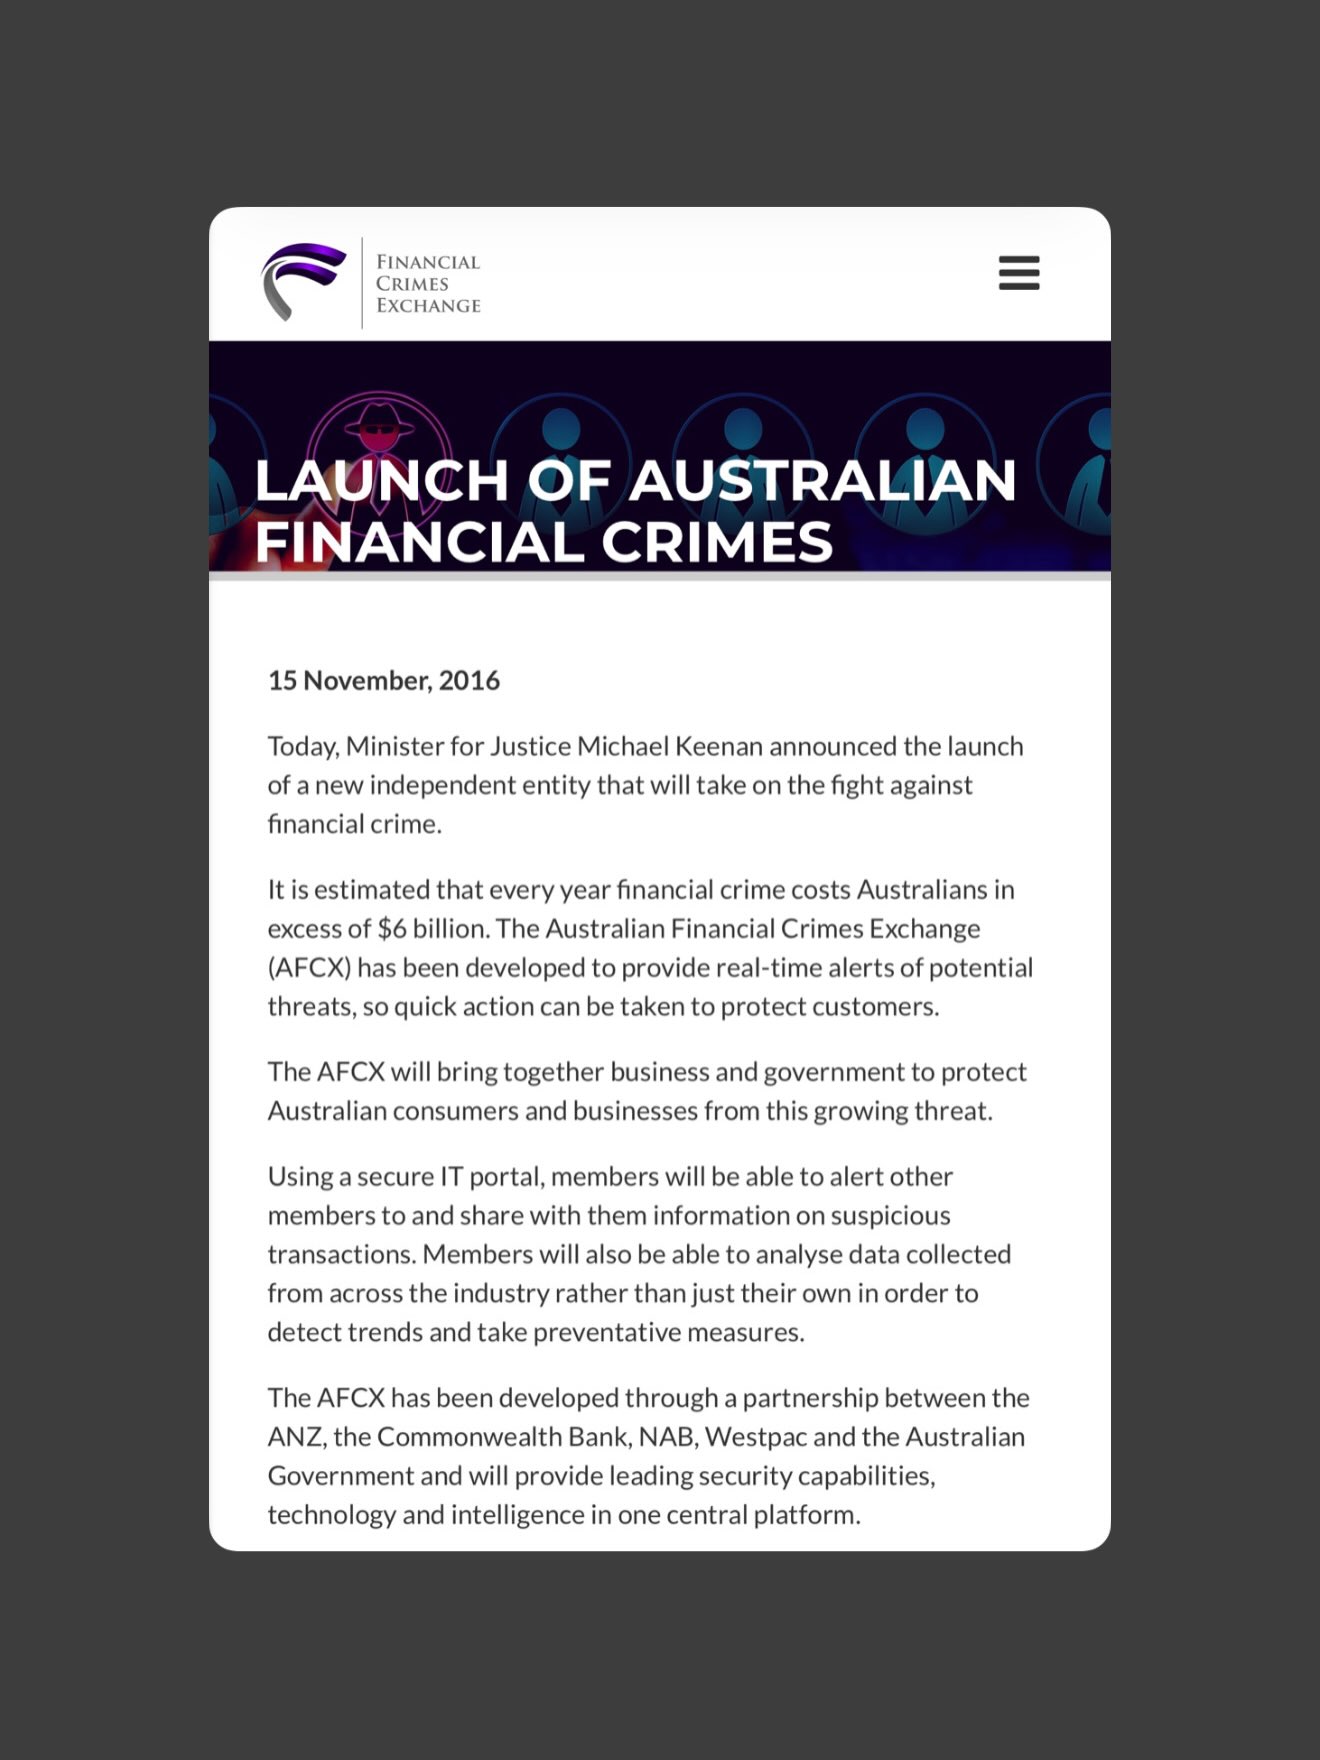 FINANCIAL
CRIMES
EXCHANGE
LAUNCH OF AUSTRALIAN
FINANCIAL CRIMES
15 November, 2016
Today, Minister for Justice Michael Keenan announced the launch
of a new independent entity that will take on the fight against
financial crime.
It is estimated that every year financial crime costs Australians in
excess of $6 billion. The Australian Financial Crimes Exchange
(AFCX) has been developed to provide real-time alerts of potential
threats, so quick action can be taken to protect customers.
The AFCX will bring together business and government to protect
Australian consumers and businesses from this growing threat.
Using a secure IT portal, members will be able to alert other
members to and share with them information on suspicious
transactions. Members will also be able to analyse data collected
from across the industry rather than just their own in order to
detect trends and take preventative measures.
The AFCX has been developed through a partnership between the
ANZ, the Commonwealth Bank, NAB, Westpac and the Australian
Government and will provide leading security capabilities,
technology and intelligence in one central platform.